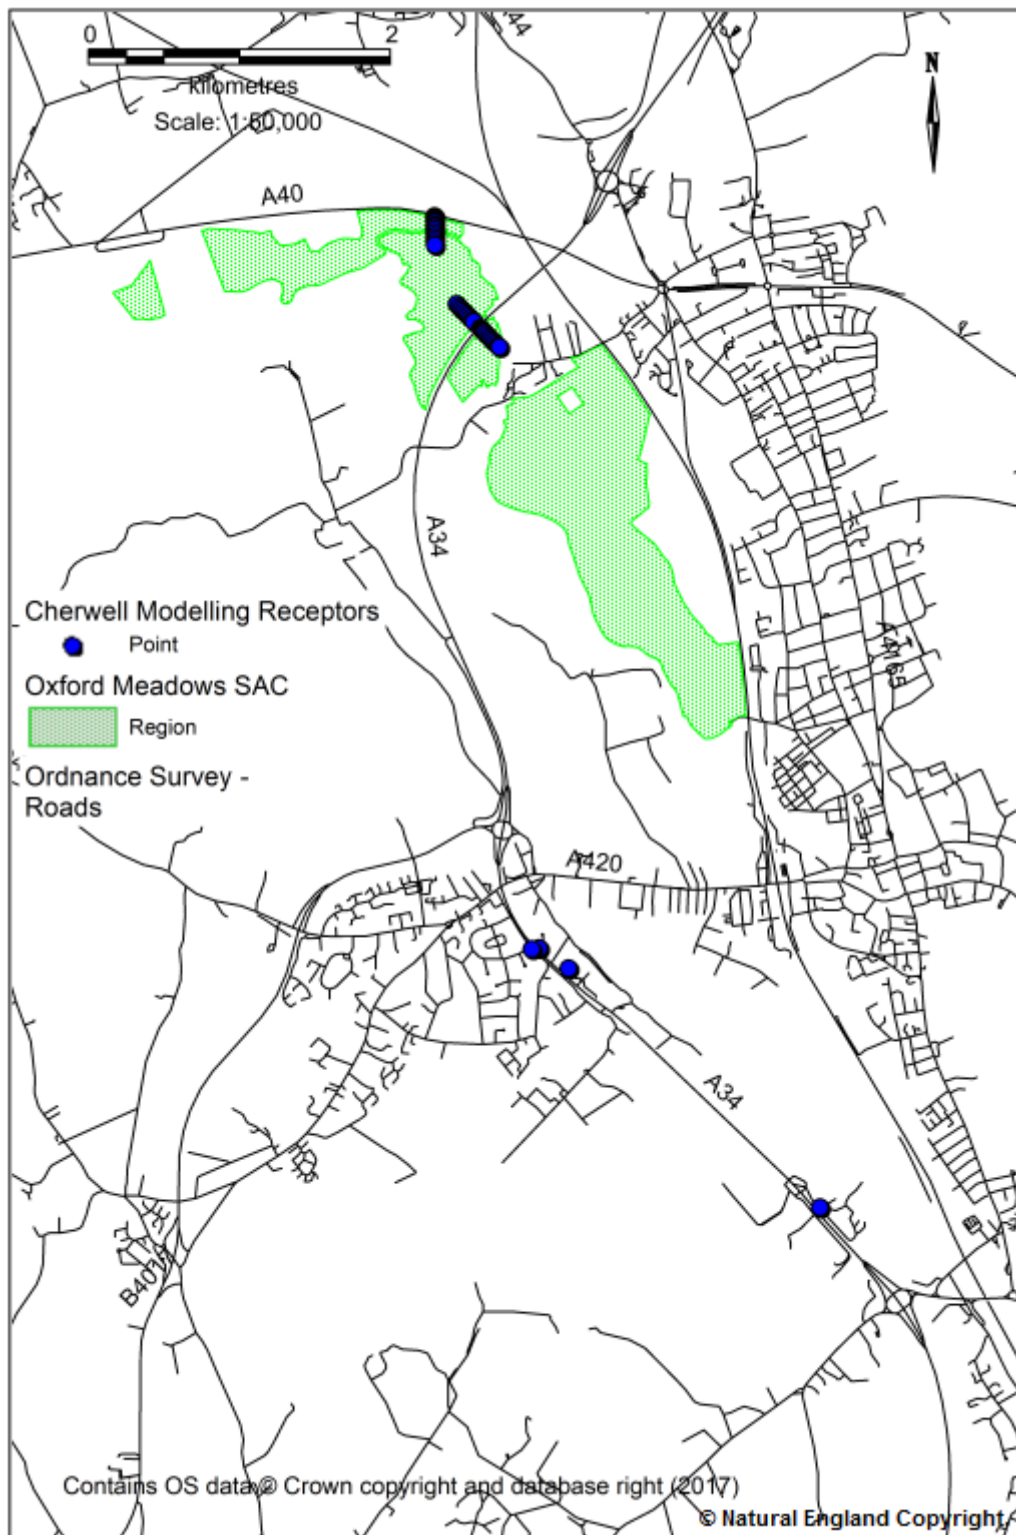 0 2
kilometres
Scale: 1:50,000
N
A44
A40
A34
Cherwell Modelling Receptors
Point
Oxford Meadows SAC
Region
Ordnance Survey -
Roads
A4165
A420
A34
Contains OS data © Crown copyright and database right (2017)
© Natural England Copyright